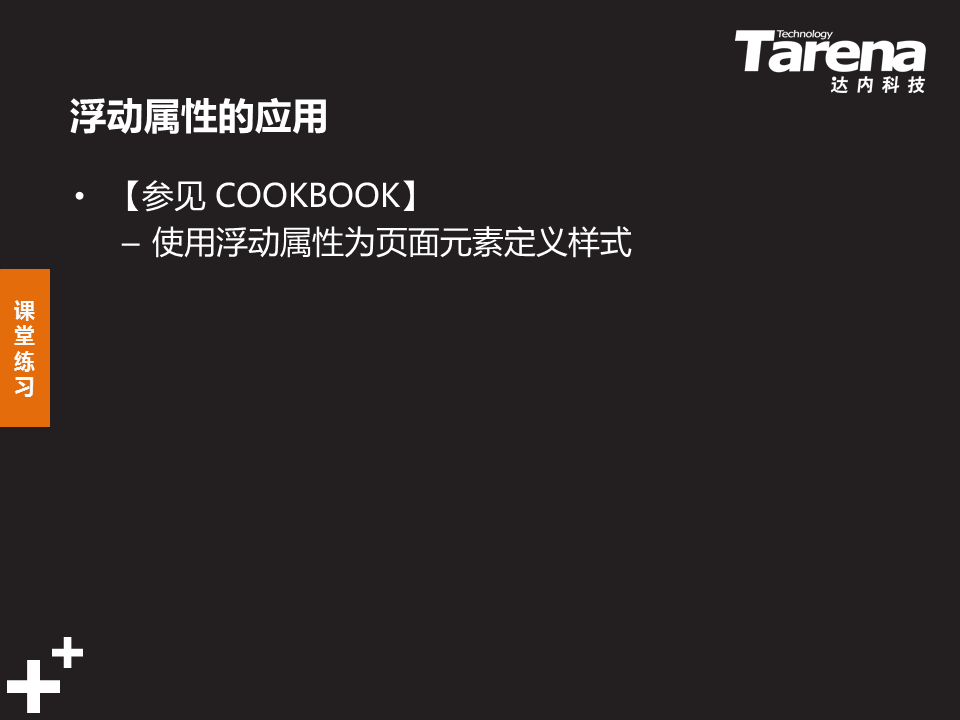 Technology
Tarena
达内科技
浮动属性的应用
• 【参见 COOKBOOK】
– 使用浮动属性为页面元素定义样式
课
堂
练
习